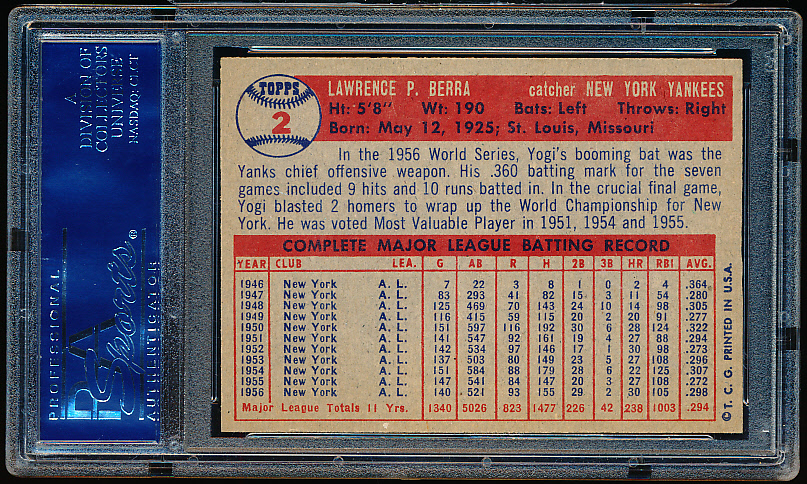 A
DIVISION OF
COLLECTORS
UNIVERSE
NASDAQ: CLCT
PSA
Sports®
PROFESSIONAL
AUTHENTICATOR
TOPPS
2
LAWRENCE P. BERRA catcher NEW YORK YANKEES
Ht: 5'8" Wt: 190 Bats: Left Throws: Right
Born: May 12, 1925; St. Louis, Missouri
In the 1956 World Series, Yogi's booming bat was the
Yanks chief offensive weapon. His .360 batting mark for the seven
games included 9 hits and 10 runs batted in. In the crucial final game,
Yogi blasted 2 homers to wrap up the World Championship for New
York. He was voted Most Valuable Player in 1951, 1954 and 1955.
COMPLETE MAJOR LEAGUE BATTING RECORD
YEAR CLUB LEA. G AB R H 2B 3B HR RBI AVG.
1946 New York A. L. 7 22 3 8 1 0 2 4 .364
1947 New York A. L. 83 293 41 82 15 3 11 54 .280
1948 New York A. L. 125 469 70 143 24 10 14 98 .305
1949 New York A. L. 116 415 59 115 20 2 20 91 .277
1950 New York A. L. 151 597 116 192 30 6 28 124 .322
1951 New York A. L. 141 547 92 161 19 4 27 88 .294
1952 New York A. L. 142 534 97 146 17 1 30 98 .273
1953 New York A. L. 137 503 80 149 23 5 27 108 .296
1954 New York A. L. 151 584 88 179 28 6 22 125 .307
1955 New York A. L. 147 541 84 147 20 3 27 108 .272
1956 New York A. L. 140 521 93 155 29 2 30 105 .298
Major League Totals 11 Yrs. 1340 5026 823 1477 226 42 238 1003 .294
© T. C. G. PRINTED IN U.S.A.